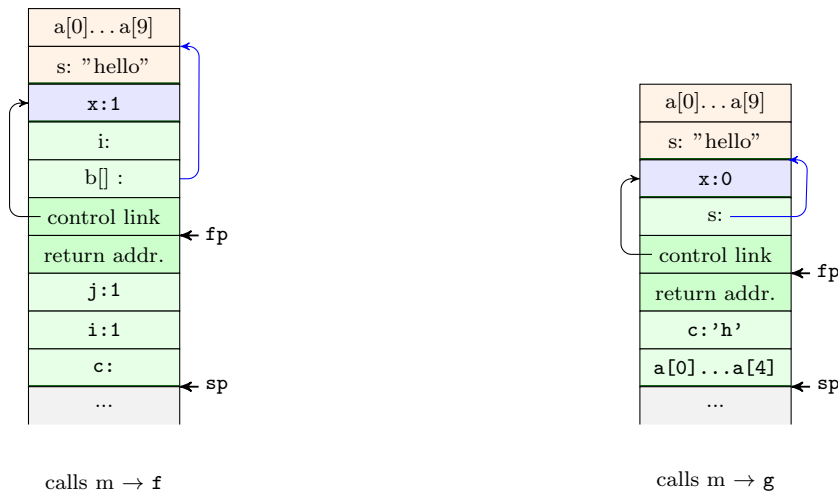 a[0]...a[9]
s: ”hello”
x:1
i:
b[] :
control link
return addr.
j:1
i:1
c:
...
fp
sp
calls m → f
a[0]...a[9]
s: ”hello”
x:0
s:
control link
return addr.
c:’h’
a[0]...a[4]
...
fp
sp
calls m → g